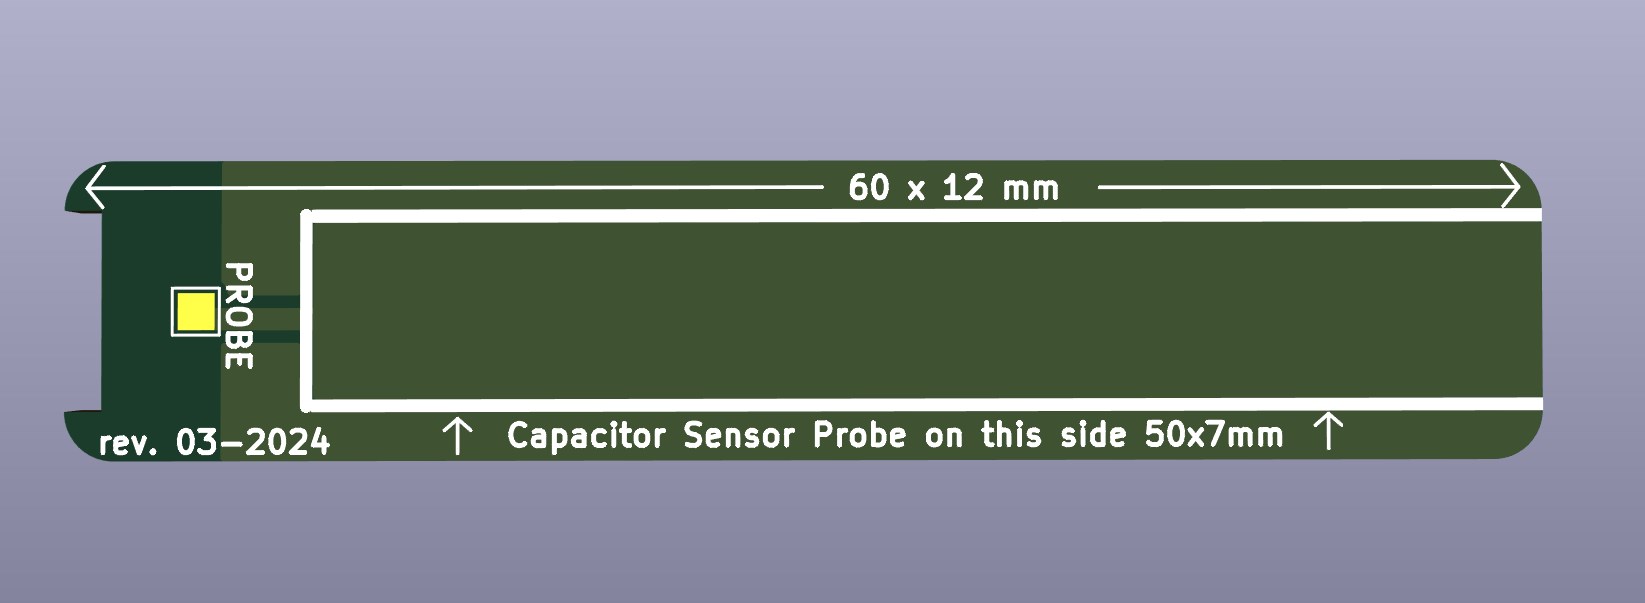 60 x 12 mm
PROBE
rev. 03-2024
Capacitor Sensor Probe on this side 50x7mm